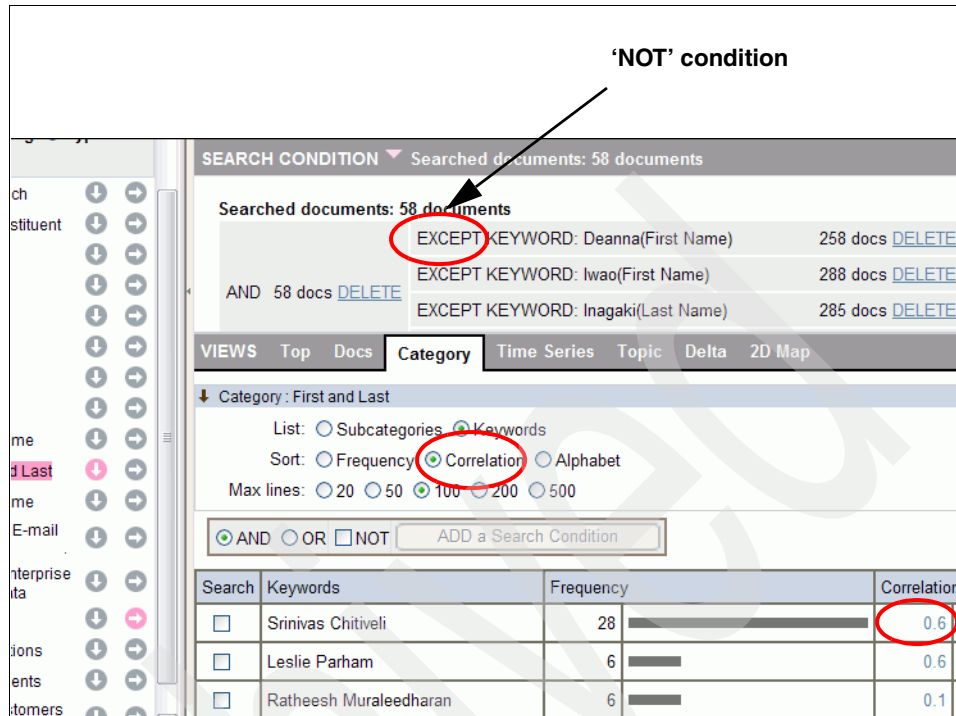 ‘NOT’ condition
SEARCH CONDITION Searched documents: 58 documents
Searched documents: 58 documents
EXCEPT KEYWORD: Deanna(First Name) 258 docs DELETE
EXCEPT KEYWORD: Iwao(First Name) 288 docs DELETE
AND 58 docs DELETE
EXCEPT KEYWORD: Inagaki(Last Name) 285 docs DELETE
VIEWS Top Docs Category Time Series Topic Delta 2D Map
Category : First and Last
List: Subcategories Keywords
Sort: Frequency Correlation Alphabet
Max lines: 20 50 100 200 500
AND OR NOT ADD a Search Condition
Search Keywords Frequency Correlation
Srinivas Chitiveli 28 0.6
Leslie Parham 6 0.6
Ratheesh Muraleedharan 6 0.1
ch
stituent
me
d Last
me
E-mail
nterprise
ta
tions
ents
stomers